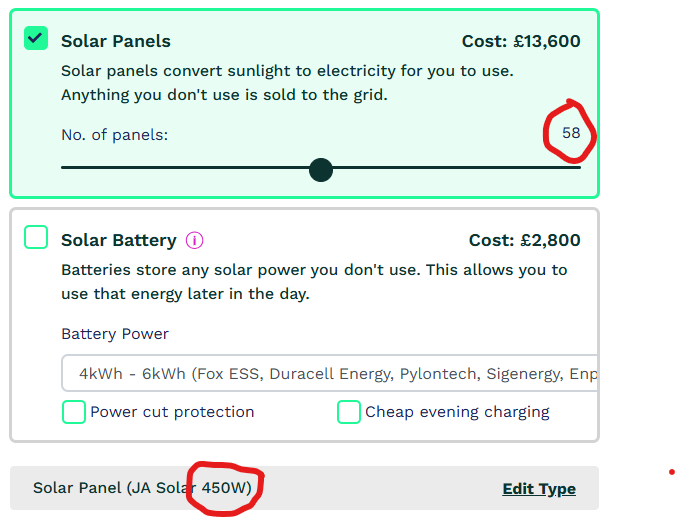 Solar Panels Cost: £13,600
Solar panels convert sunlight to electricity for you to use.
Anything you don't use is sold to the grid.
No. of panels: 58
Solar Battery i Cost: £2,800
Batteries store any solar power you don't use. This allows you to
use that energy later in the day.
Battery Power
4kWh - 6kWh (Fox ESS, Duracell Energy, Pylontech, Sigenergy, Enp
Power cut protection Cheap evening charging
Solar Panel (JA Solar 450W) Edit Type